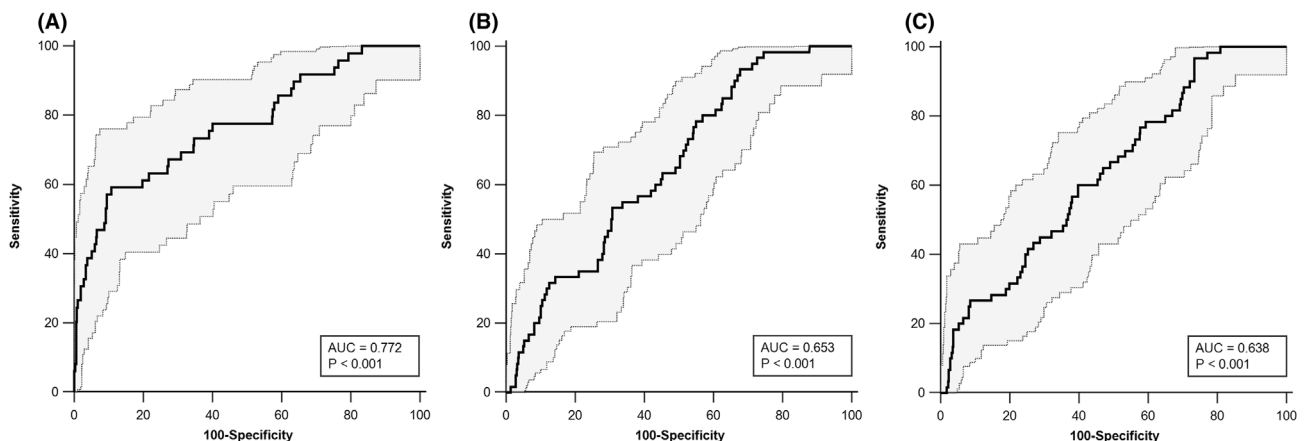 (A)
100
80
60
40
20
0
Sensitivity
0 20 40 60 80 100
100-Specificity
AUC = 0.772
P < 0.001
(B)
100
80
60
40
20
0
Sensitivity
0 20 40 60 80 100
100-Specificity
AUC = 0.653
P < 0.001
(C)
100
80
60
40
20
0
Sensitivity
0 20 40 60 80 100
100-Specificity
AUC = 0.638
P < 0.001